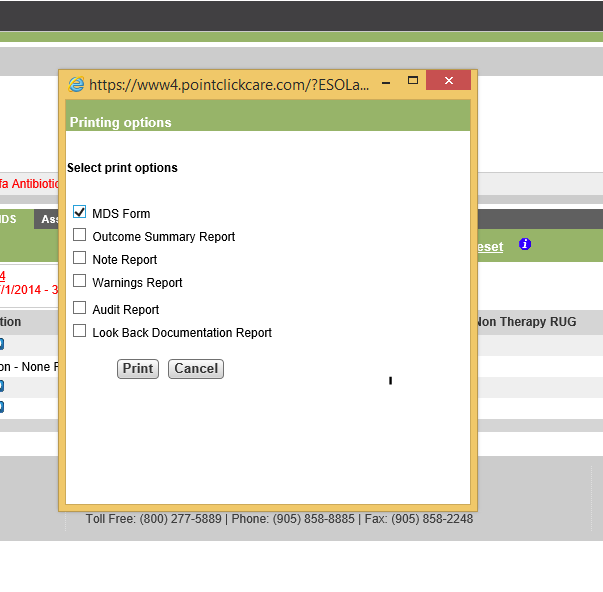 https://www4.pointclickcare.com/?ESOLa...
Printing options
Select print options
fa Antibiotic
MDS Form
Outcome Summary Report
Note Report
Warnings Report
Audit Report
Look Back Documentation Report
Print Cancel
DS Ass
eset i
4
/1/2014 - 3
tion Non Therapy RUG
on - None F
Toll Free: (800) 277-5889 | Phone: (905) 858-8885 | Fax: (905) 858-2248